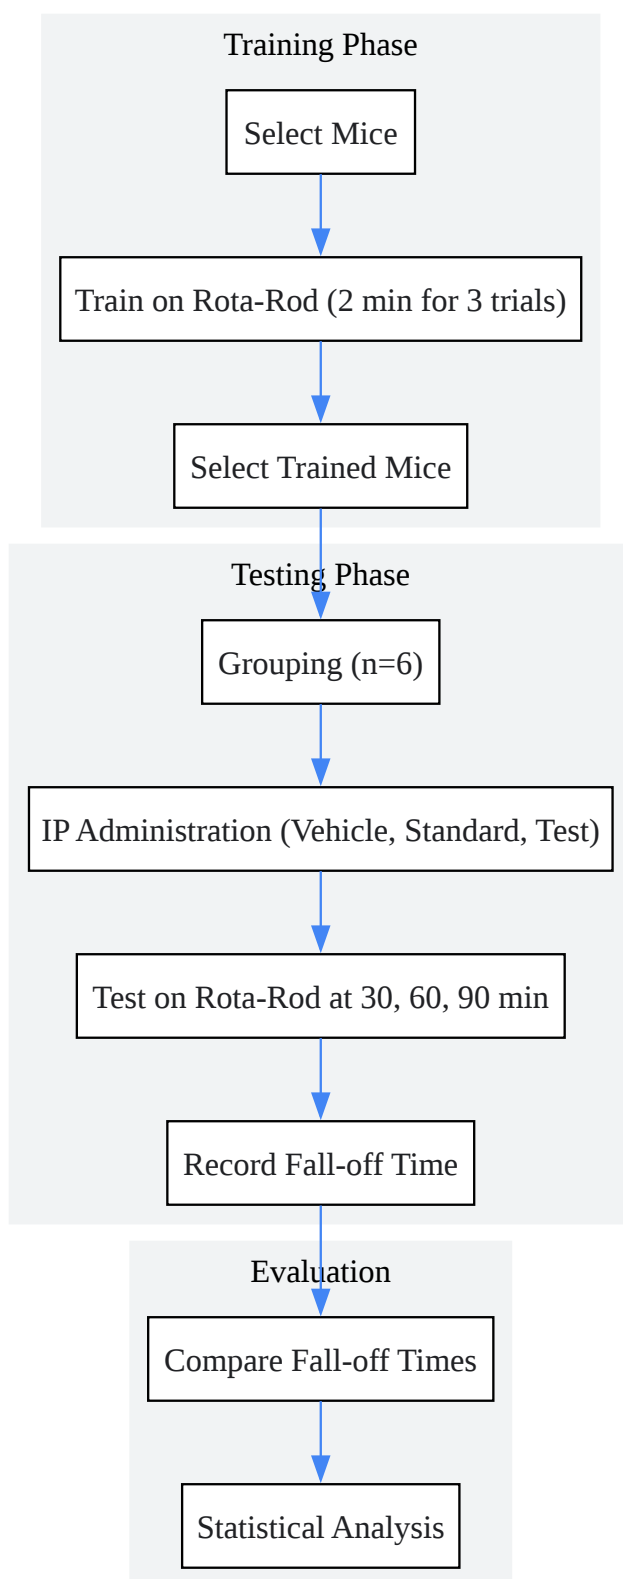 Training Phase
Select Mice
Train on Rota-Rod (2 min for 3 trials)
Select Trained Mice
Testing Phase
Grouping (n=6)
IP Administration (Vehicle, Standard, Test)
Test on Rota-Rod at 30, 60, 90 min
Record Fall-off Time
Evaluation
Compare Fall-off Times
Statistical Analysis